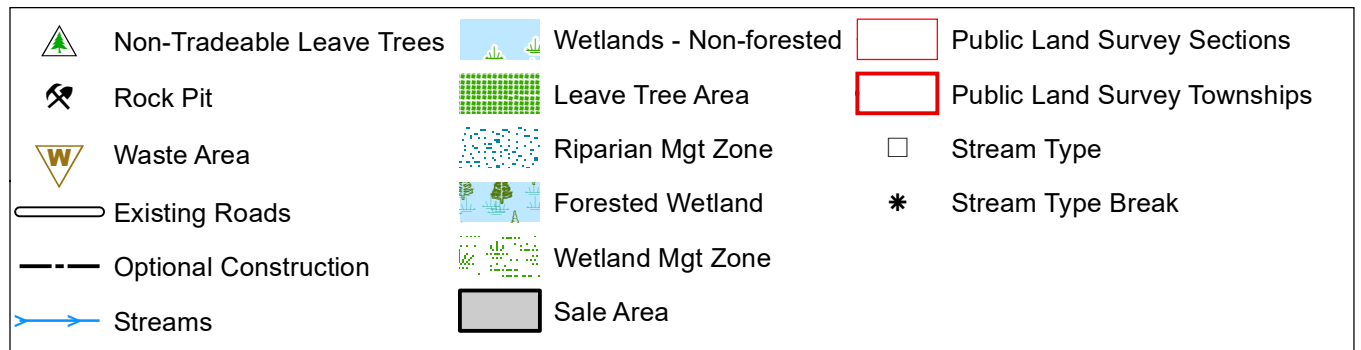 Non-Tradeable Leave Trees
Rock Pit
W
Waste Area
Existing Roads
Optional Construction
Streams
Wetlands - Non-forested
Leave Tree Area
Riparian Mgt Zone
Forested Wetland
Wetland Mgt Zone
Sale Area
Public Land Survey Sections
Public Land Survey Townships
Stream Type
Stream Type Break